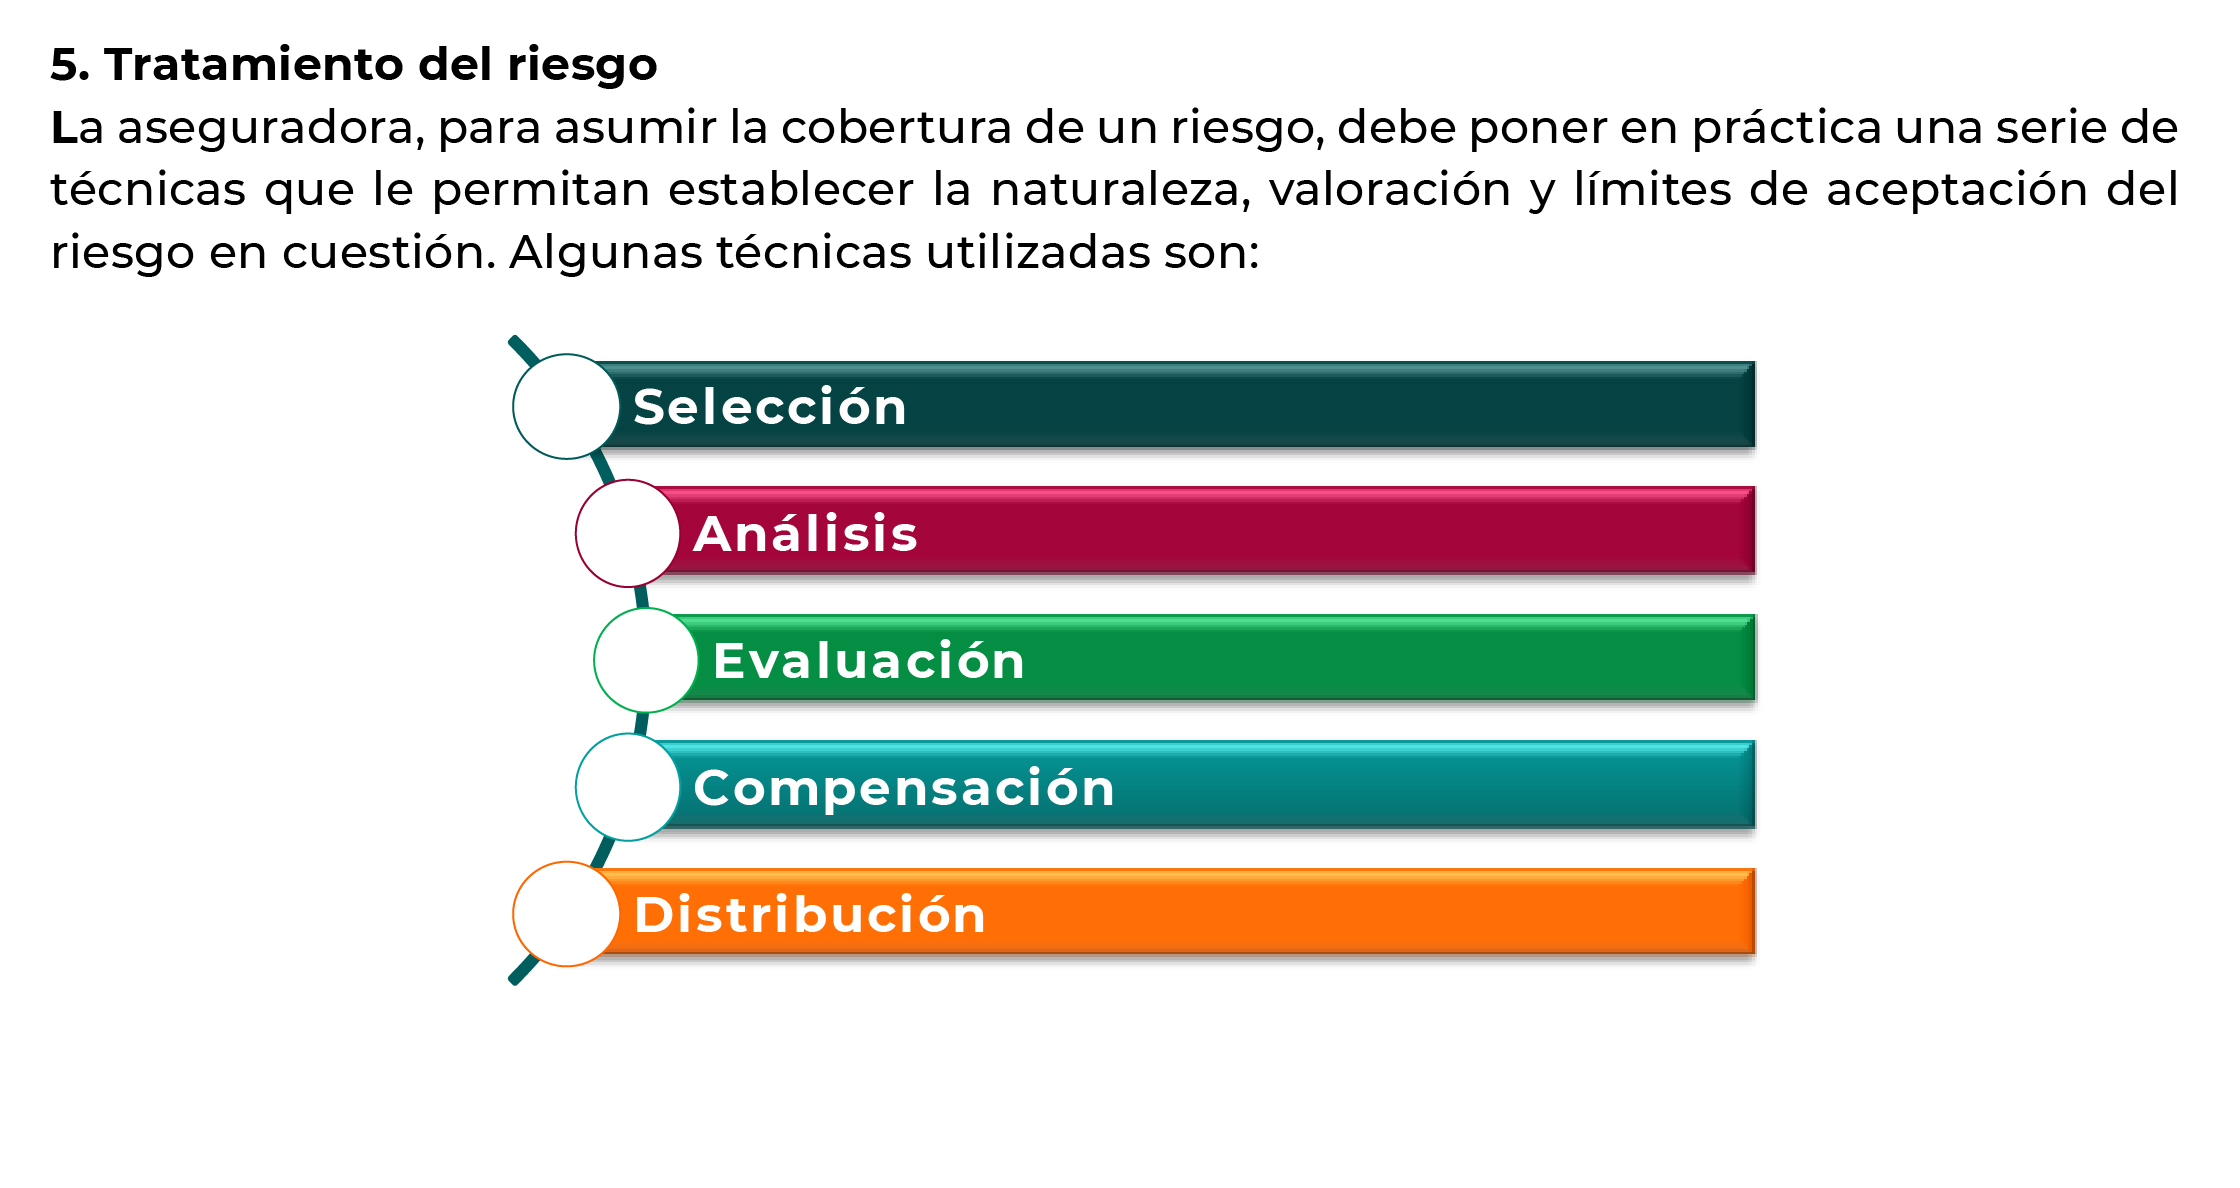 5. Tratamiento del riesgo
La aseguradora, para asumir la cobertura de un riesgo, debe poner en práctica una serie de
técnicas que le permitan establecer la naturaleza, valoración y límites de aceptación del
riesgo en cuestión. Algunas técnicas utilizadas son:
Selección
Análisis
Evaluación
Compensación
Distribución